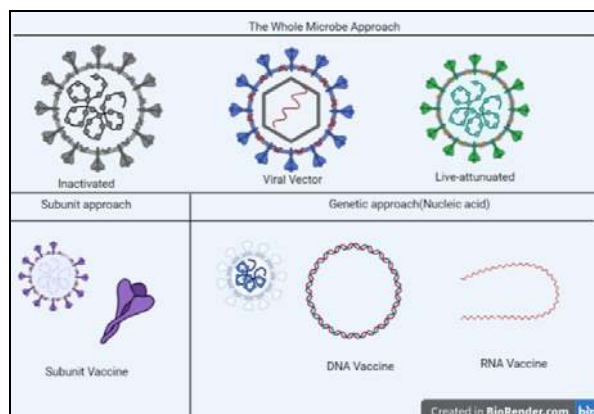 The Whole Microbe Approach
Inactivated
Viral Vector
Live-attunuated
Subunit approach
Genetic approach(Nucleic acid)
Subunit Vaccine
DNA Vaccine
RNA Vaccine
Created in BioRender.com bio